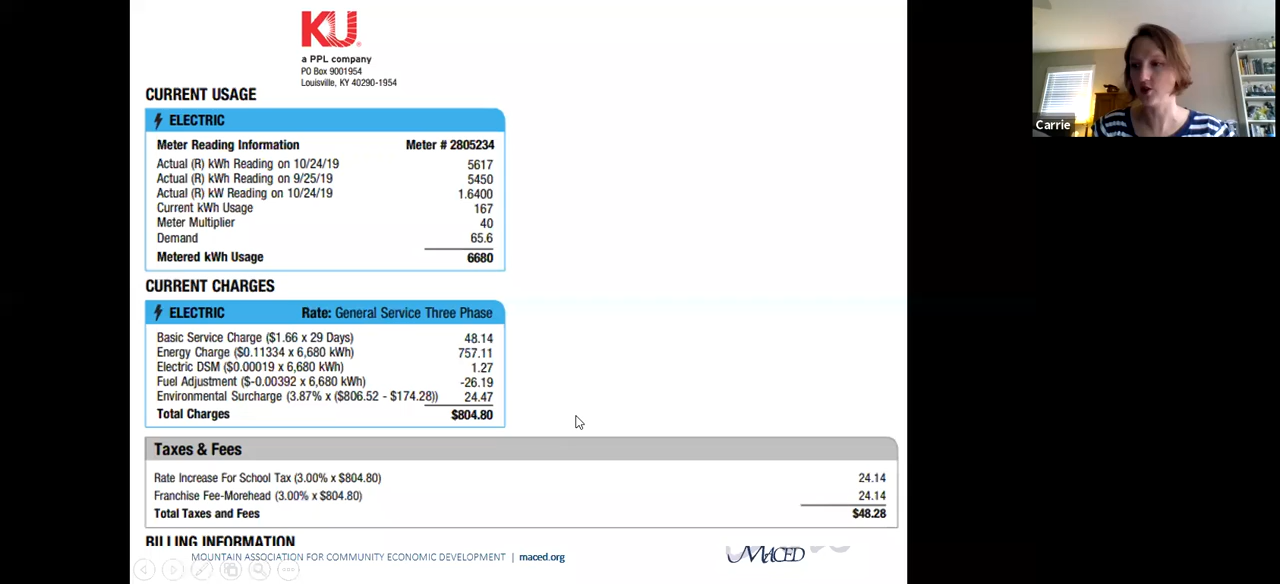 KU
a PPL company
PO Box 9001954
Louisville, KY 40290-1954
CURRENT USAGE
ELECTRIC
Meter Reading Information Meter # 2805234
Actual (R) kWh Reading on 10/24/19 5617
Actual (R) kWh Reading on 9/25/19 5450
Actual (R) kW Reading on 10/24/19 1.6400
Current kWh Usage 167
Meter Multiplier 40
Demand 65.6
Metered kWh Usage 6680
CURRENT CHARGES
ELECTRIC Rate: General Service Three Phase
Basic Service Charge ($1.66 x 29 Days) 48.14
Energy Charge ($0.11334 x 6,680 kWh) 757.11
Electric DSM ($0.00019 x 6,680 kWh) 1.27
Fuel Adjustment ($-0.00392 x 6,680 kWh) -26.19
Environmental Surcharge (3.87% x ($806.52 - $174.28)) 24.47
Total Charges $804.80
Taxes & Fees
Rate Increase For School Tax (3.00% x $804.80) 24.14
Franchise Fee-Morehead (3.00% x $804.80) 24.14
Total Taxes and Fees $48.28
BILLING INFORMATION
MOUNTAIN ASSOCIATION FOR COMMUNITY ECONOMIC DEVELOPMENT | maced.org
MACED
Carrie